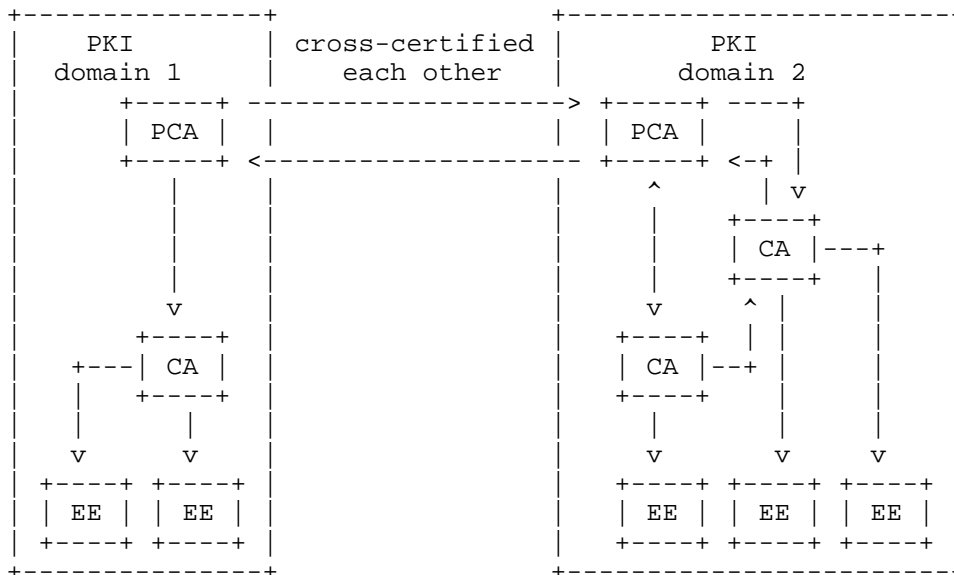 PKI cross-certified PKI
domain 1 each other domain 2
PCA PCA
CA
CA CA
EE EE EE EE EE